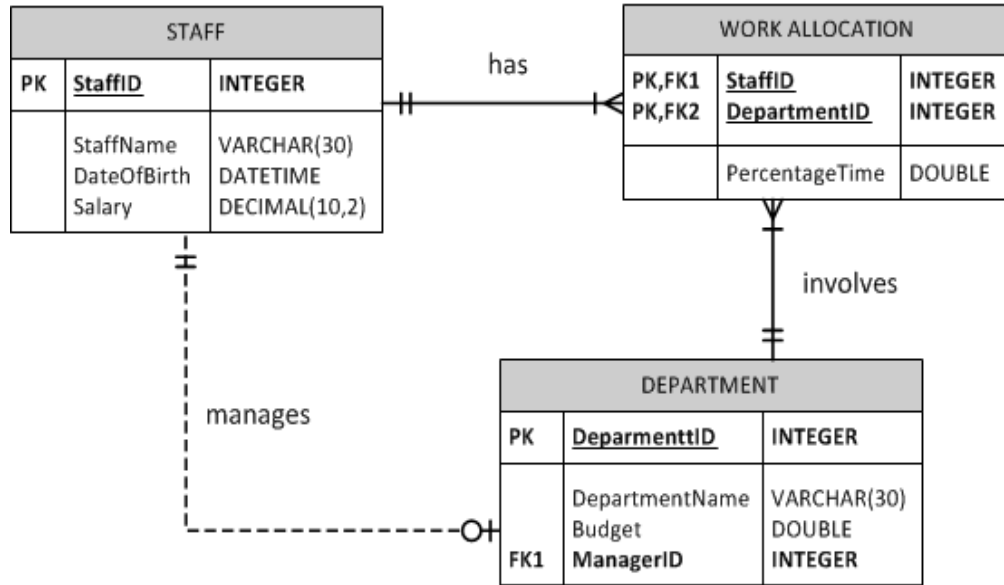 STAFF
PK StaffID INTEGER
StaffName VARCHAR(30)
DateOfBirth DATETIME
Salary DECIMAL(10,2)
has
WORK ALLOCATION
PK,FK1 StaffID INTEGER
PK,FK2 DepartmentID INTEGER
PercentageTime DOUBLE
involves
manages
DEPARTMENT
PK DeparmenttID INTEGER
DepartmentName VARCHAR(30)
Budget DOUBLE
FK1 ManagerID INTEGER